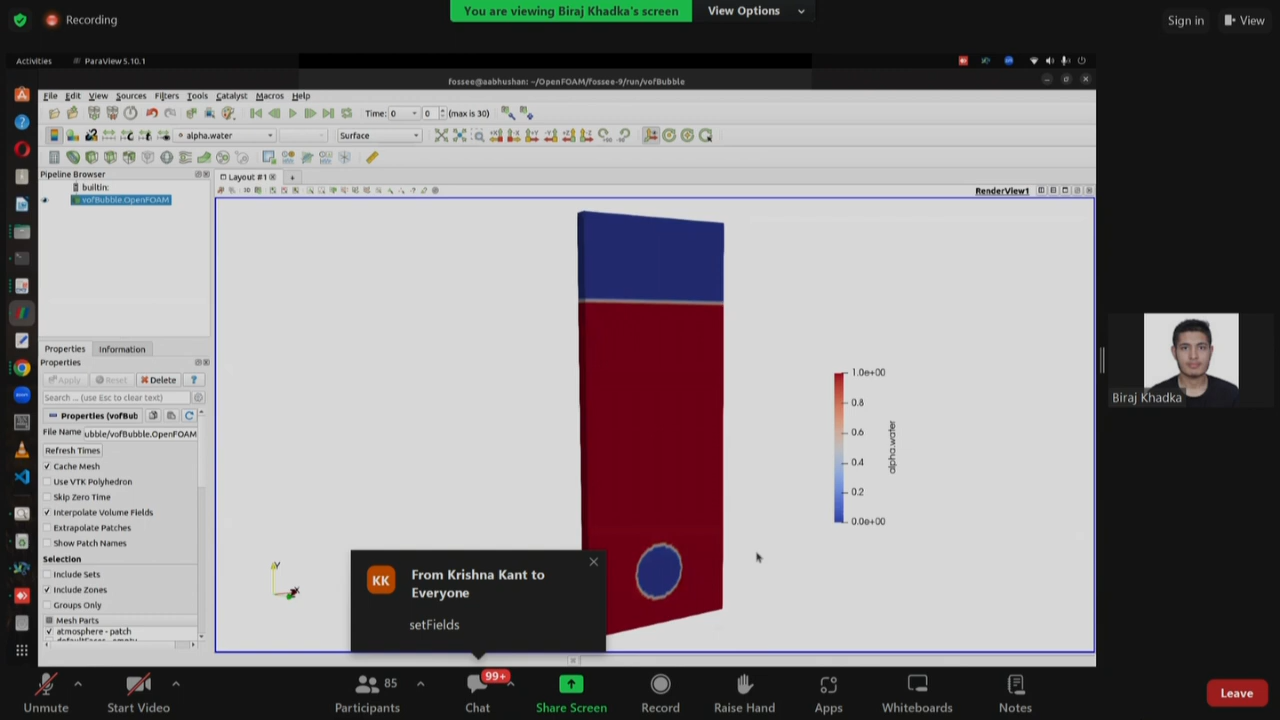 You are viewing Biraj Khadka's screen
View Options
Recording
Sign in
View
Activities
ParaView 5.10.1
fossee@aabhushan: ~/OpenFOAM/fossee-9/run/vofBubble
File Edit View Sources Filters Tools Catalyst Macros Help
Time: 0 0 (max is 30)
alpha.water
Surface
Pipeline Browser
builtin:
vofBubble.OpenFOAM
Layout #1
+
RenderView1
Properties Information
Properties
Apply Reset Delete ?
Search ... (use Esc to clear text)
Properties (vofBub
File Name ubble/vofBubble.OpenFOAM
Refresh Times
Cache Mesh
Use VTK Polyhedron
Skip Zero Time
Interpolate Volume Fields
Extrapolate Patches
Show Patch Names
Selection
Include Sets
Include Zones
Groups Only
Mesh Parts
atmosphere - patch
1.0e+00
0.8
0.6
0.4
0.2
0.0e+00
alpha.water
Y
X
KK
From Krishna Kant to
Everyone
setFields
Biraj Khadka
Unmute
Start Video
85
Participants
99+
Chat
Share Screen
Record
Raise Hand
Apps
Whiteboards
Notes
Leave